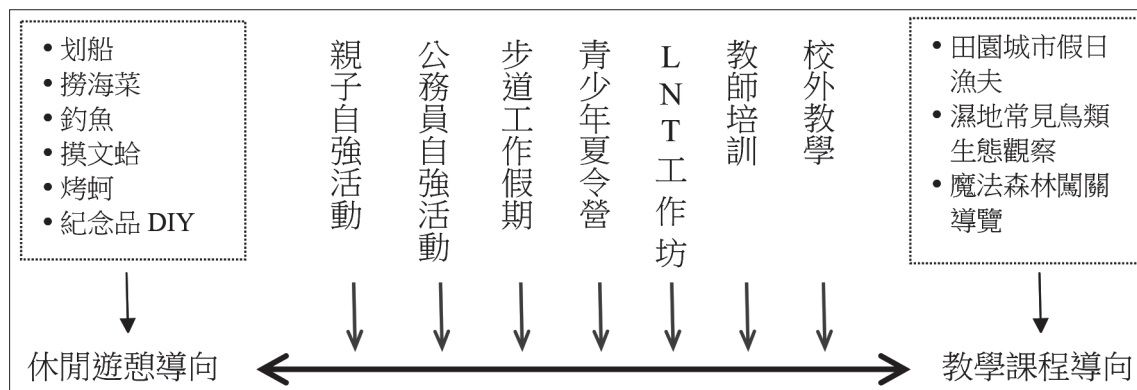 • 划船
• 撈海菜
• 釣魚
• 摸文蛤
• 烤蚵
• 紀念品 DIY
親子自強活動
公務員自強活動
步道工作假期
青少年夏令營
LNT工作坊
教師培訓
校外教學
• 田園城市假日
漁夫
• 濕地常見鳥類
生態觀察
• 魔法森林闖關
導覽
休閒遊憩導向
教學課程導向